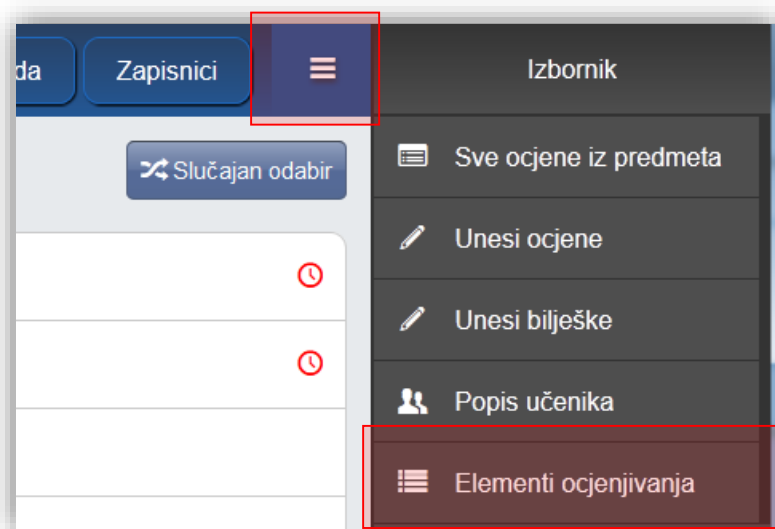 da
Zapisnici
Izbornik
Slučajan odabir
Sve ocjene iz predmeta
Unesi ocjene
Unesi bilješke
Popis učenika
Elementi ocjenjivanja